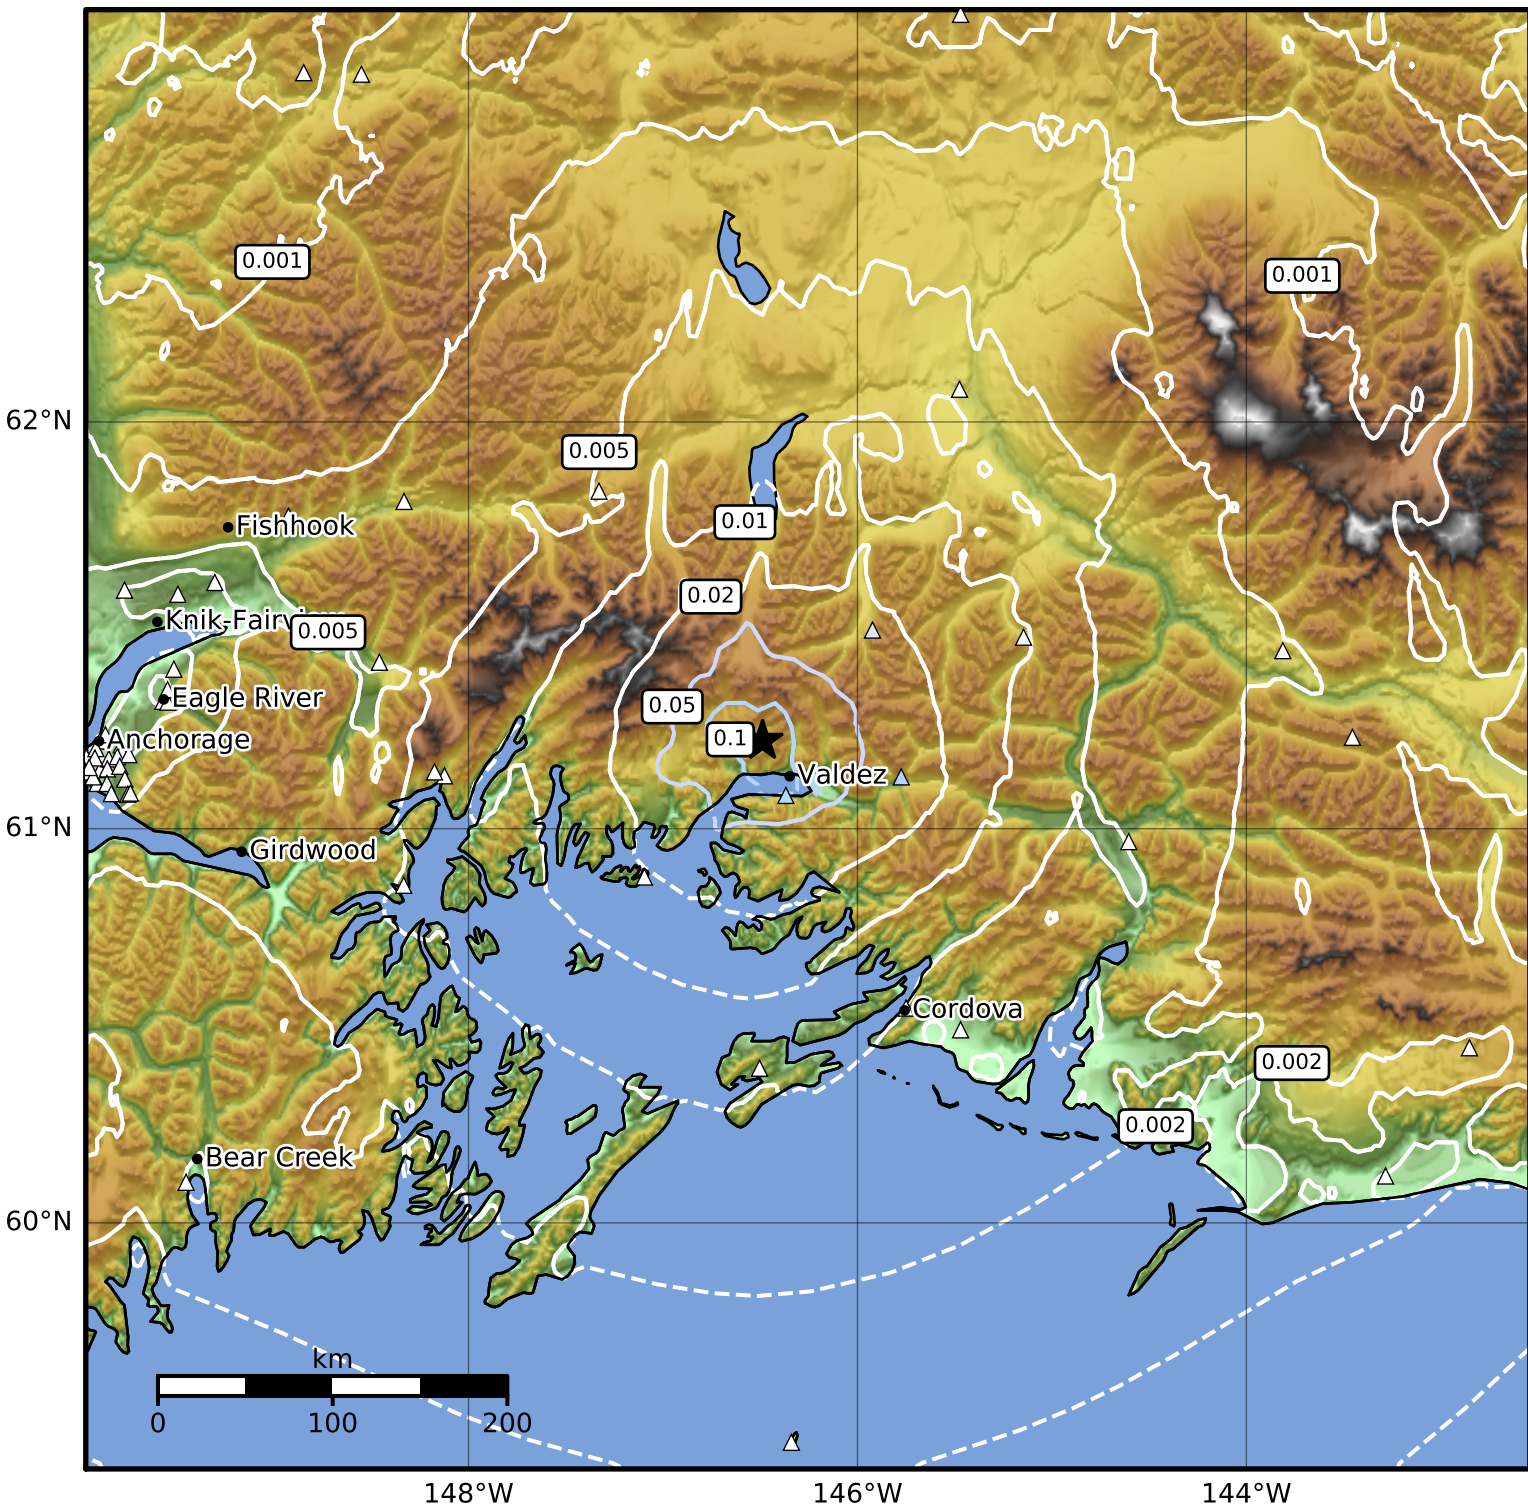 0.001
0.001
62°N
0.005
0.01
Fishhook
0.02
Knik-Fairvi
0.005
Eagle River
0.05
Anchorage
0.1
Valdez
61°N
Girdwood
Cordova
0.002
0.002
Bear Creek
60°N
km
0 100 200
148°W 146°W 144°W